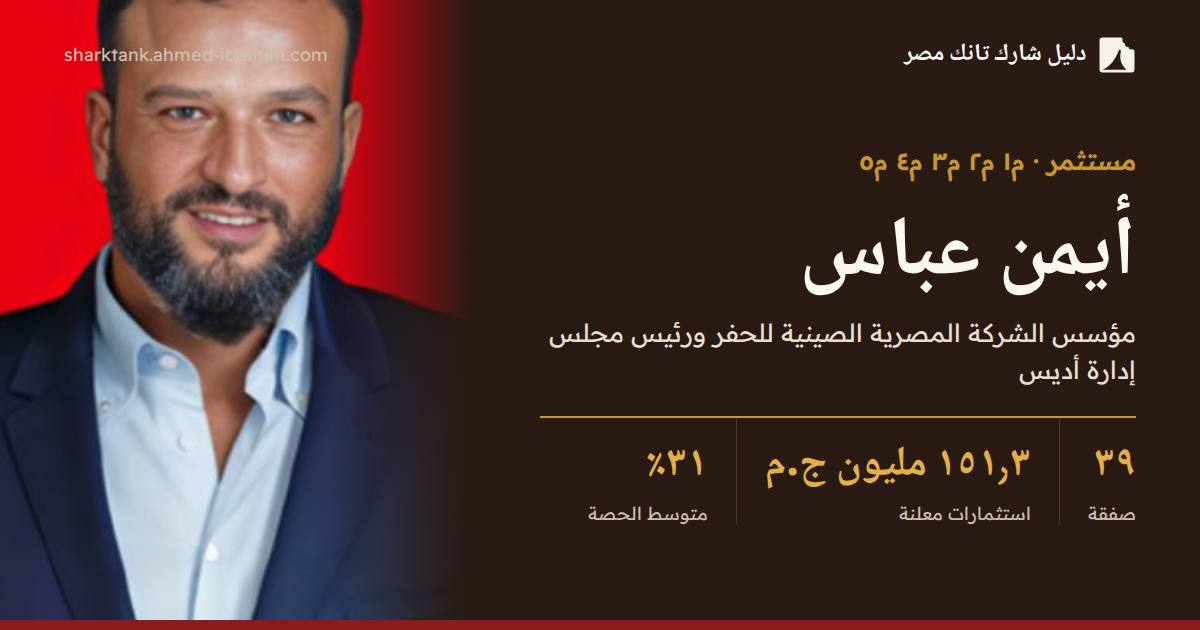 دليل شارك تانك مصر
sharktank.ahmed-ibrahim.com
مستثمر · م١ م٢ م٣ م٤ م٥
أيمن عباس
مؤسس الشركة المصرية الصينية للحفر ورئيس مجلس
إدارة أديس
٣٩
صفقة
١٥١٫٣ مليون ج.م
استثمارات معلنة
٣١٪
متوسط الحصة